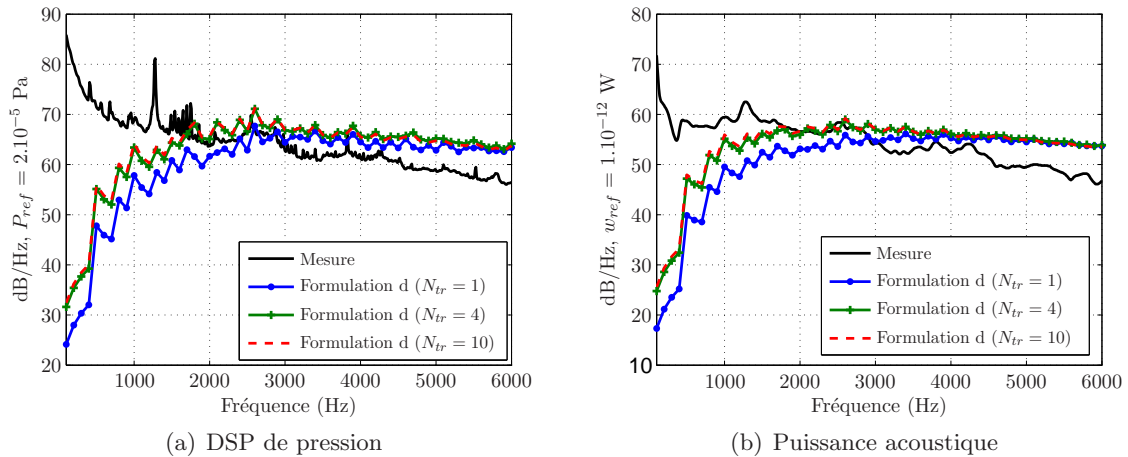 90
80
70
60
50
40
30
20
1000 2000 3000 4000 5000 6000
Fréquence (Hz)
dB/Hz, P_ref = 2.10^−5 Pa
Mesure
Formulation d (N_tr = 1)
Formulation d (N_tr = 4)
Formulation d (N_tr = 10)
(a) DSP de pression
80
70
60
50
40
30
20
10
1000 2000 3000 4000 5000 6000
Fréquence (Hz)
dB/Hz, w_ref = 1.10^−12 W
Mesure
Formulation d (N_tr = 1)
Formulation d (N_tr = 4)
Formulation d (N_tr = 10)
(b) Puissance acoustique